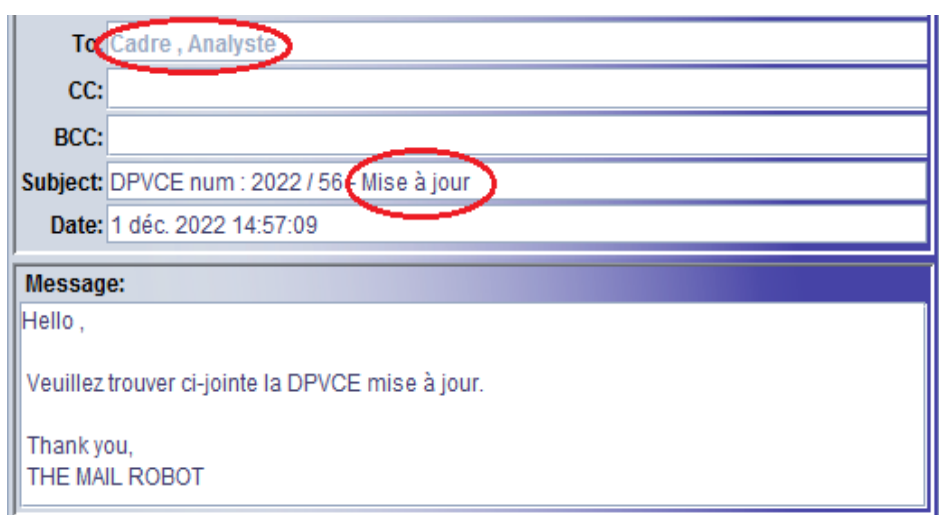 To: Cadre , Analyste
CC:
BCC:
Subject: DPVCE num : 2022 / 56 - Mise à jour
Date: 1 déc. 2022 14:57:09
Message:
Hello ,
Veuillez trouver ci-jointe la DPVCE mise à jour.
Thank you,
THE MAIL ROBOT